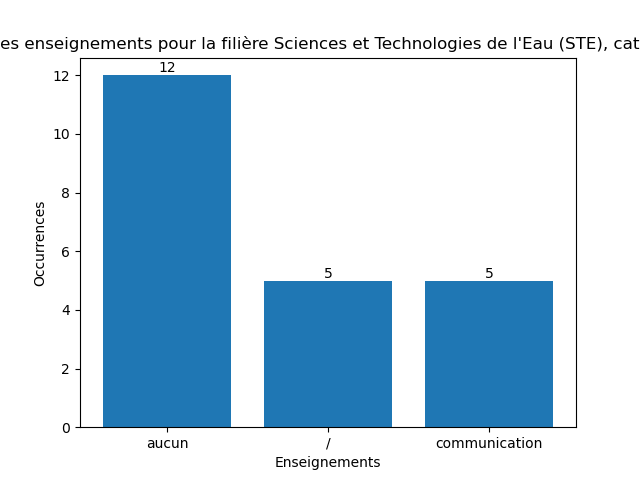 es enseignements pour la filière Sciences et Technologies de l'Eau (STE), cat
12
12
10
8
6
4
2
0
5
5
Occurrences
aucun
/
communication
Enseignements